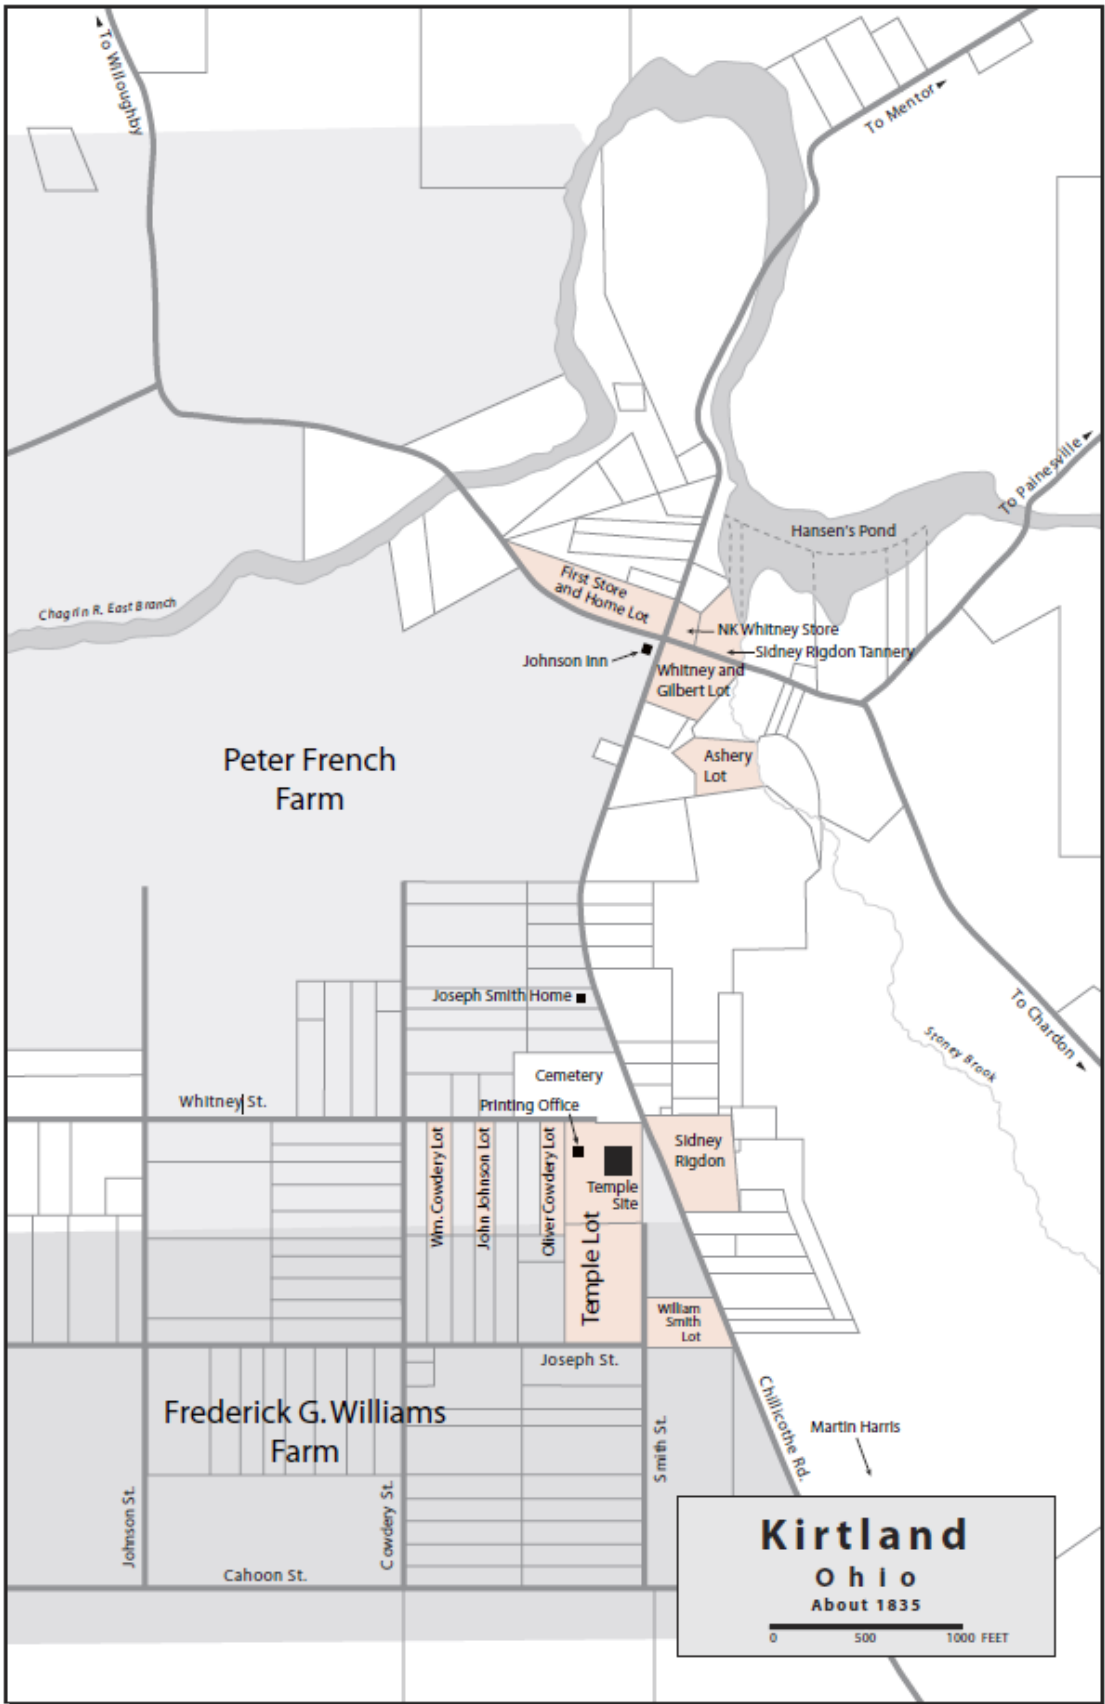 To Willoughby
To Mentor
To Painesville
Hansen's Pond
First Store
and Home Lot
Chagrin R. East Branch
NK Whitney Store
Sidney Rigdon Tannery
Johnson Inn
Whitney and
Gilbert Lot
Peter French
Farm
Ashery
Lot
Joseph Smith Home
To Chardon
Stoney Brook
Cemetery
Whitney St.
Printing Office
Wm. Cowdery Lot
John Johnson Lot
Oliver Cowdery Lot
Sidney
Rigdon
Temple
Site
Temple Lot
William
Smith
Lot
Joseph St.
Frederick G. Williams
Farm
Chillicothe Rd.
Martin Harris
Smith St.
Johnson St.
Cowdery St.
Cahoon St.
Kirtland
Ohio
About 1835
0 500 1000 FEET